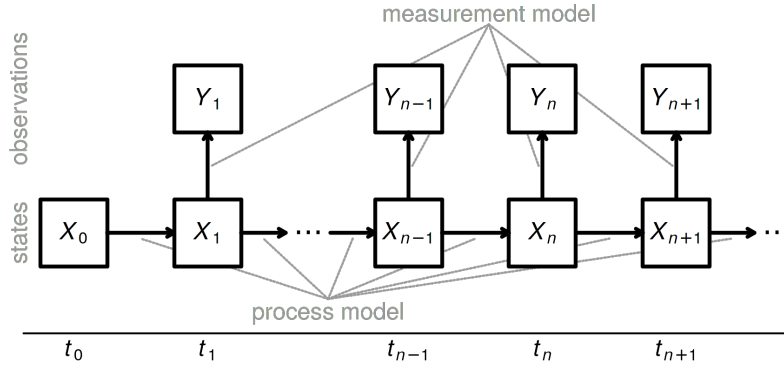 measurement model
observations
Y₁ Yₙ₋₁ Yₙ Yₙ₊₁
states
X₀ X₁ ⋯ Xₙ₋₁ Xₙ Xₙ₊₁ ⋯
process model
t₀ t₁ tₙ₋₁ tₙ tₙ₊₁